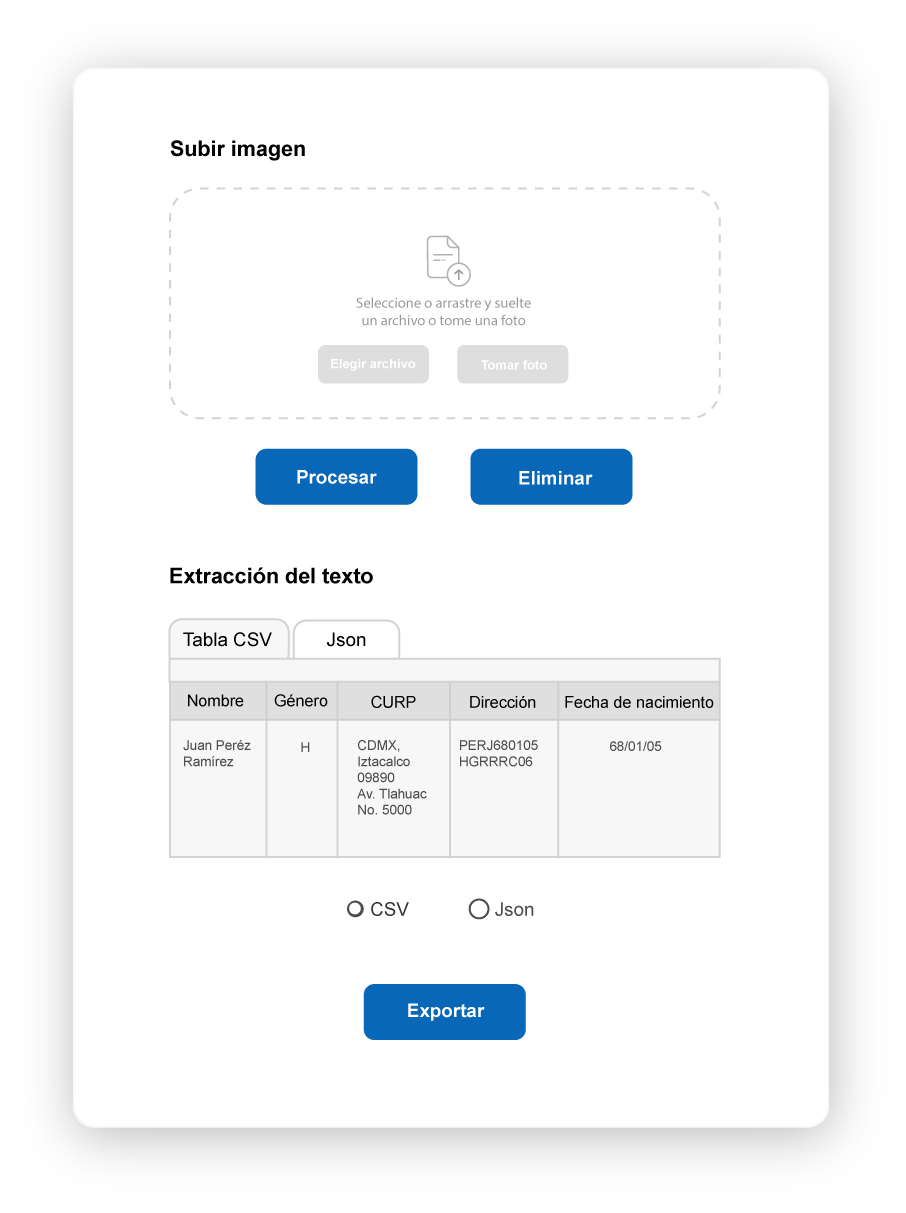 Subir imagen
Seleccione o arrastre y suelte
un archivo o tome una foto
Elegir archivo Tomar foto
Procesar Eliminar
Extracción del texto
Tabla CSV Json
Nombre Género CURP Dirección Fecha de nacimiento
Juan Peréz
Ramírez
H
CDMX,
Iztacalco
09890
Av. Tlahuac
No. 5000
PERJ680105
HGRRRC06
68/01/05
CSV Json
Exportar